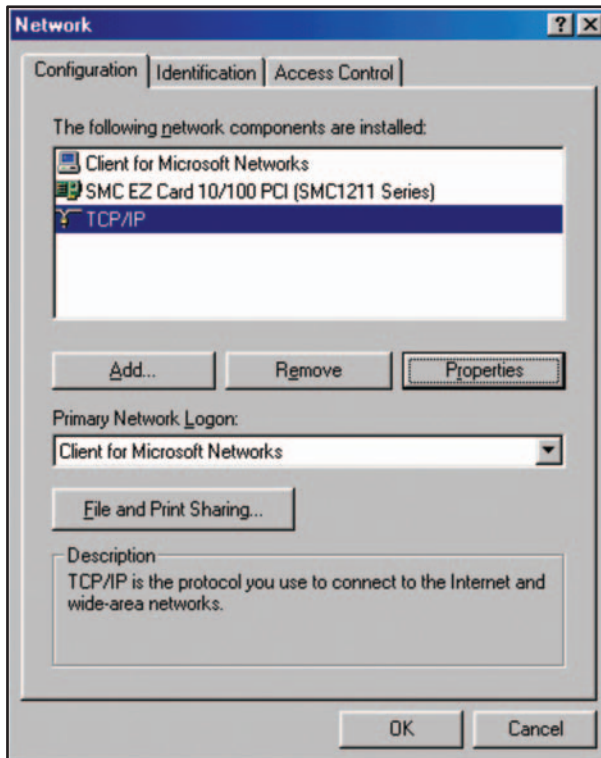 Network
Configuration Identification Access Control
The following network components are installed:
Client for Microsoft Networks
SMC EZ Card 10/100 PCI (SMC1211 Series)
TCP/IP
Add... Remove Properties
Primary Network Logon:
Client for Microsoft Networks
File and Print Sharing...
Description
TCP/IP is the protocol you use to connect to the Internet and
wide-area networks.
OK Cancel